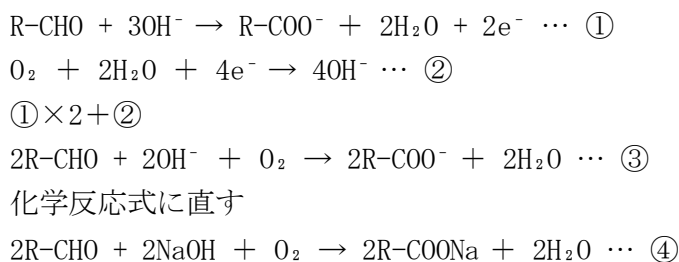 R−CHO + 3OH⁻ → R−COO⁻ + 2H₂O + 2e⁻ … ①
O₂ + 2H₂O + 4e⁻ → 4OH⁻ … ②
①×2＋②
2R−CHO + 2OH⁻ + O₂ → 2R−COO⁻ + 2H₂O … ③
化学反応式に直す
2R−CHO + 2NaOH + O₂ → 2R−COONa + 2H₂O … ④